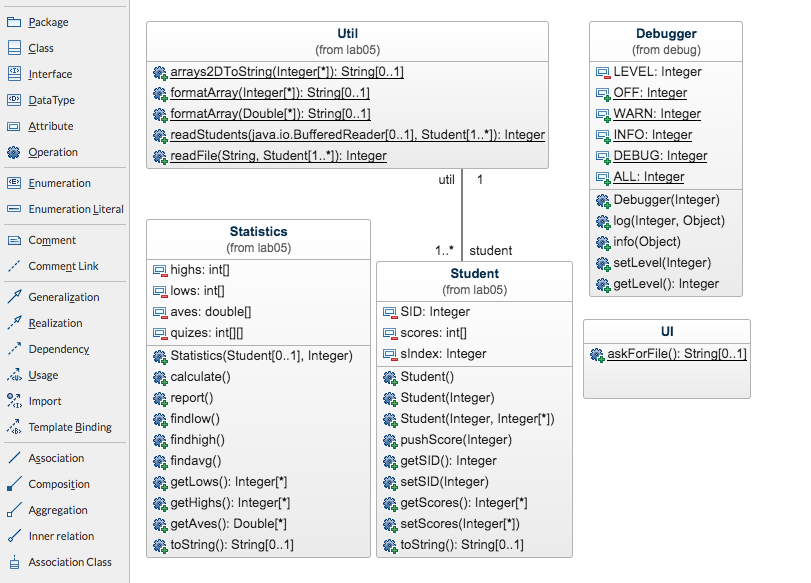 Package
Class
Interface
DataType
Attribute
Operation
Enumeration
Enumeration Literal
Comment
Comment Link
Generalization
Realization
Dependency
Usage
Import
Template Binding
Association
Composition
Aggregation
Inner relation
Association Class
Util
(from lab05)
arrays2DToString(Integer[*]): String[0..1]
formatArray(Integer[*]): String[0..1]
formatArray(Double[*]): String[0..1]
readStudents(java.io.BufferedReader[0..1], Student[1..*]): Integer
readFile(String, Student[1..*]): Integer
util 1
1..* student
Statistics
(from lab05)
highs: int[]
lows: int[]
aves: double[]
quizes: int[][]
Statistics(Student[0..1], Integer)
calculate()
report()
findlow()
findhigh()
findavg()
getLows(): Integer[*]
getHighs(): Integer[*]
getAves(): Double[*]
toString(): String[0..1]
Student
(from lab05)
SID: Integer
scores: int[]
sIndex: Integer
Student()
Student(Integer)
Student(Integer, Integer[*])
pushScore(Integer)
getSID(): Integer
setSID(Integer)
getScores(): Integer[*]
setScores(Integer[*])
toString(): String[0..1]
Debugger
(from debug)
LEVEL: Integer
OFF: Integer
WARN: Integer
INFO: Integer
DEBUG: Integer
ALL: Integer
Debugger(Integer)
log(Integer, Object)
info(Object)
setLevel(Integer)
getLevel(): Integer
UI
askForFile(): String[0..1]